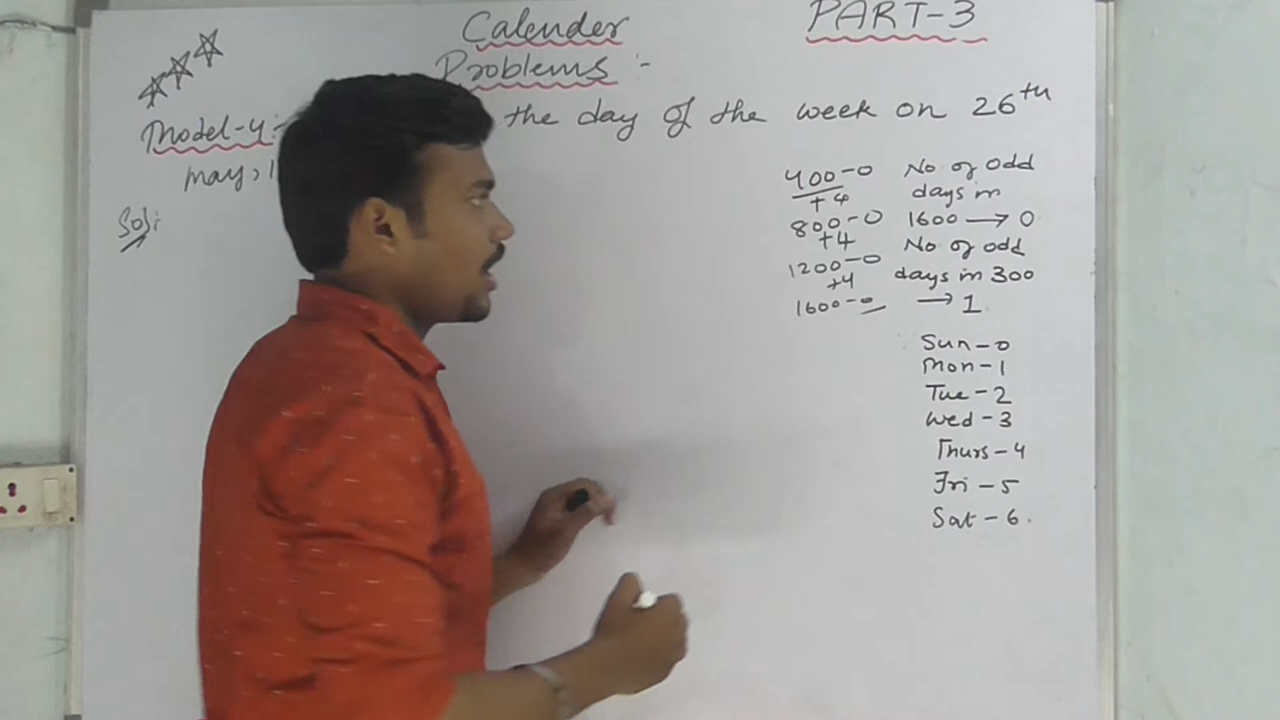 Calender PART-3
Problems :-
Model-4:- the day of the week on 26th
may, 1
Sol:
400-0
+4
800-0
+4
1200-0
+4
1600-0
No of odd
days in
1600 → 0
No of odd
days in 300
→ 1
Sun-0
Mon-1
Tue-2
Wed-3
Thurs-4
Fri-5
Sat-6.